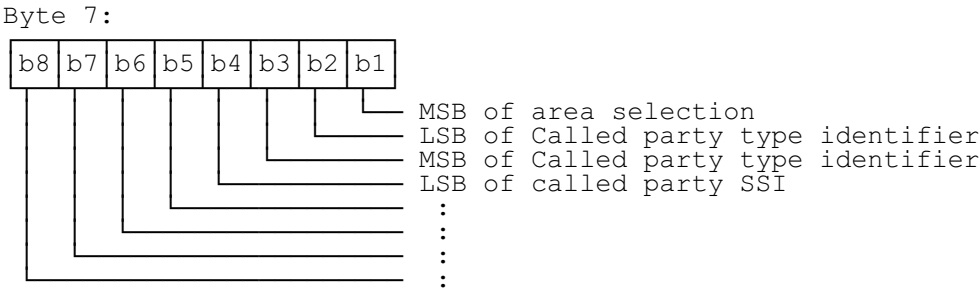 Byte 7:
b8 b7 b6 b5 b4 b3 b2 b1
MSB of area selection
LSB of Called party type identifier
MSB of Called party type identifier
LSB of called party SSI
:
:
:
: